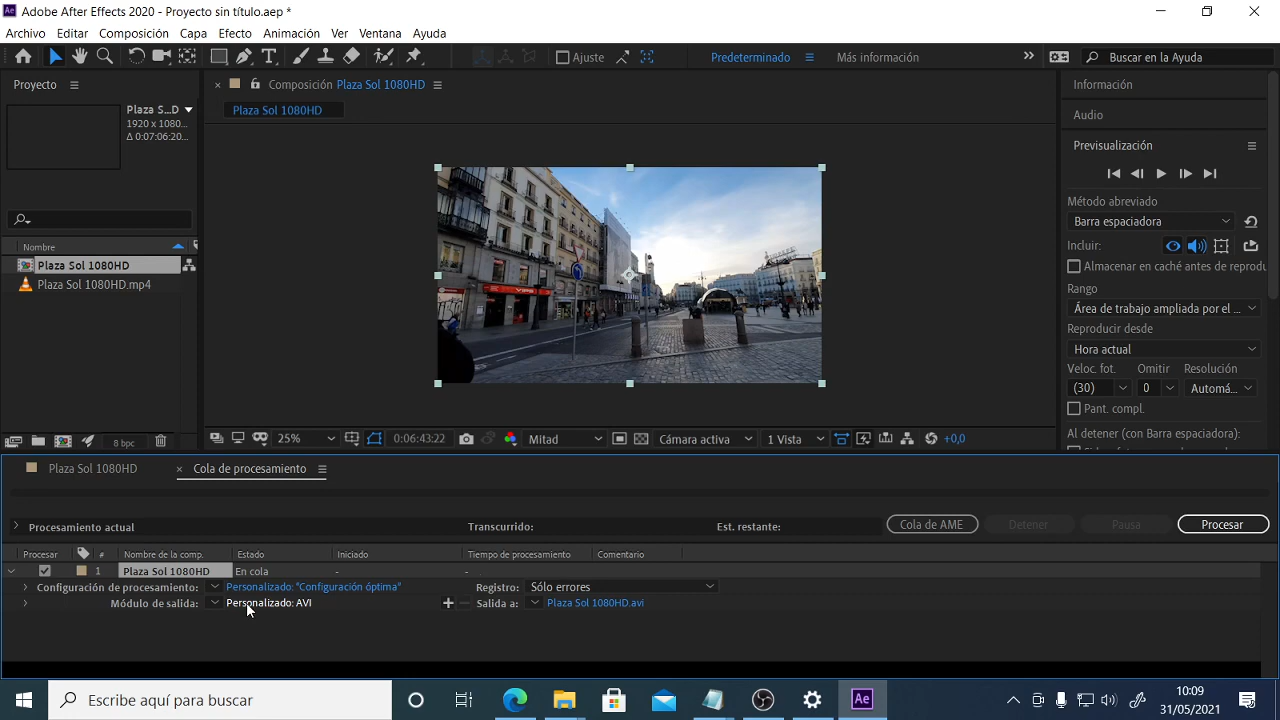 Adobe After Effects 2020 - Proyecto sin título.aep *
Archivo Editar Composición Capa Efecto Animación Ver Ventana Ayuda
Ajuste Predeterminado Más información Buscar en la Ayuda
Proyecto
Plaza S...D
1920 x 1080...
Δ 0:07:06:20...
Nombre
Plaza Sol 1080HD
Plaza Sol 1080HD.mp4
8 bpc
Composición Plaza Sol 1080HD
Plaza Sol 1080HD
25% 0:06:43:22 Mitad Cámara activa 1 Vista +0,0
Información
Audio
Previsualización
Método abreviado
Barra espaciadora
Incluir:
Almacenar en caché antes de reprodu
Rango
Área de trabajo ampliada por el ...
Reproducir desde
Hora actual
Veloc. fot. Omitir Resolución
(30) 0 Automá...
Pant. compl.
Al detener (con Barra espaciadora):
Plaza Sol 1080HD Cola de procesamiento
Procesamiento actual Transcurrido: Est. restante: Cola de AME Detener Pausa Procesar
Procesar # Nombre de la comp. Estado Iniciado Tiempo de procesamiento Comentario
1 Plaza Sol 1080HD En cola - -
Configuración de procesamiento: Personalizado: "Configuración óptima" Registro: Sólo errores
Módulo de salida: Personalizado: AVI Salida a: Plaza Sol 1080HD.avi
Escribe aquí para buscar
Ae
10:09
31/05/2021